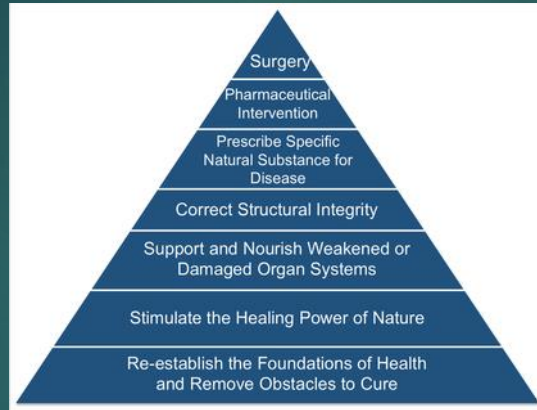 Surgery
Pharmaceutical
Intervention
Prescribe Specific
Natural Substance for
Disease
Correct Structural Integrity
Support and Nourish Weakened or
Damaged Organ Systems
Stimulate the Healing Power of Nature
Re-establish the Foundations of Health
and Remove Obstacles to Cure